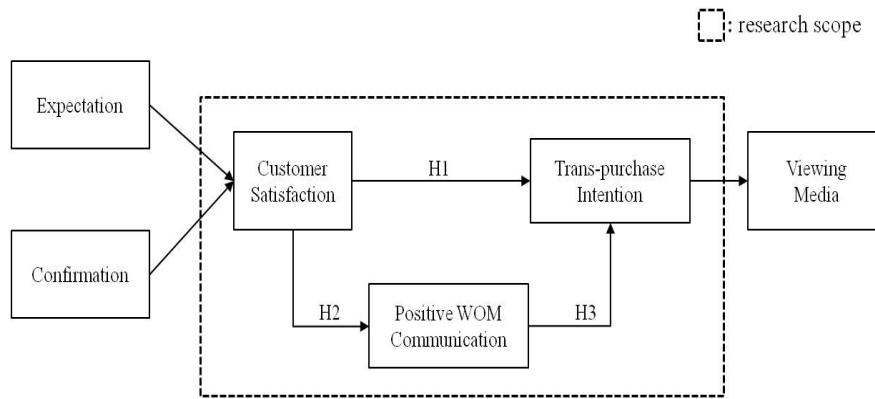 : research scope
Expectation
Customer
Satisfaction
H1
Trans-purchase
Intention
Viewing
Media
Confirmation
H2
Positive WOM
Communication
H3